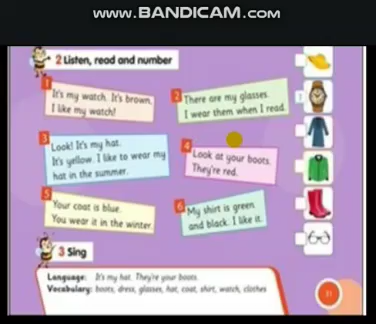 www.BANDICAM.com
2 Listen, read and number
1
It's my watch. It's brown.
I like my watch!
2
There are my glasses.
I wear them when I read.
3
Look! It's my hat.
It's yellow. I like to wear my
hat in the summer.
4
Look at your boots.
They're red.
5
Your coat is blue.
You wear it in the winter.
6
My shirt is green
and black. I like it.
1
3 Sing
Language: It's my hat. They're your boots.
Vocabulary: boots, dress, glasses, hat, coat, shirt, watch, clothes
31